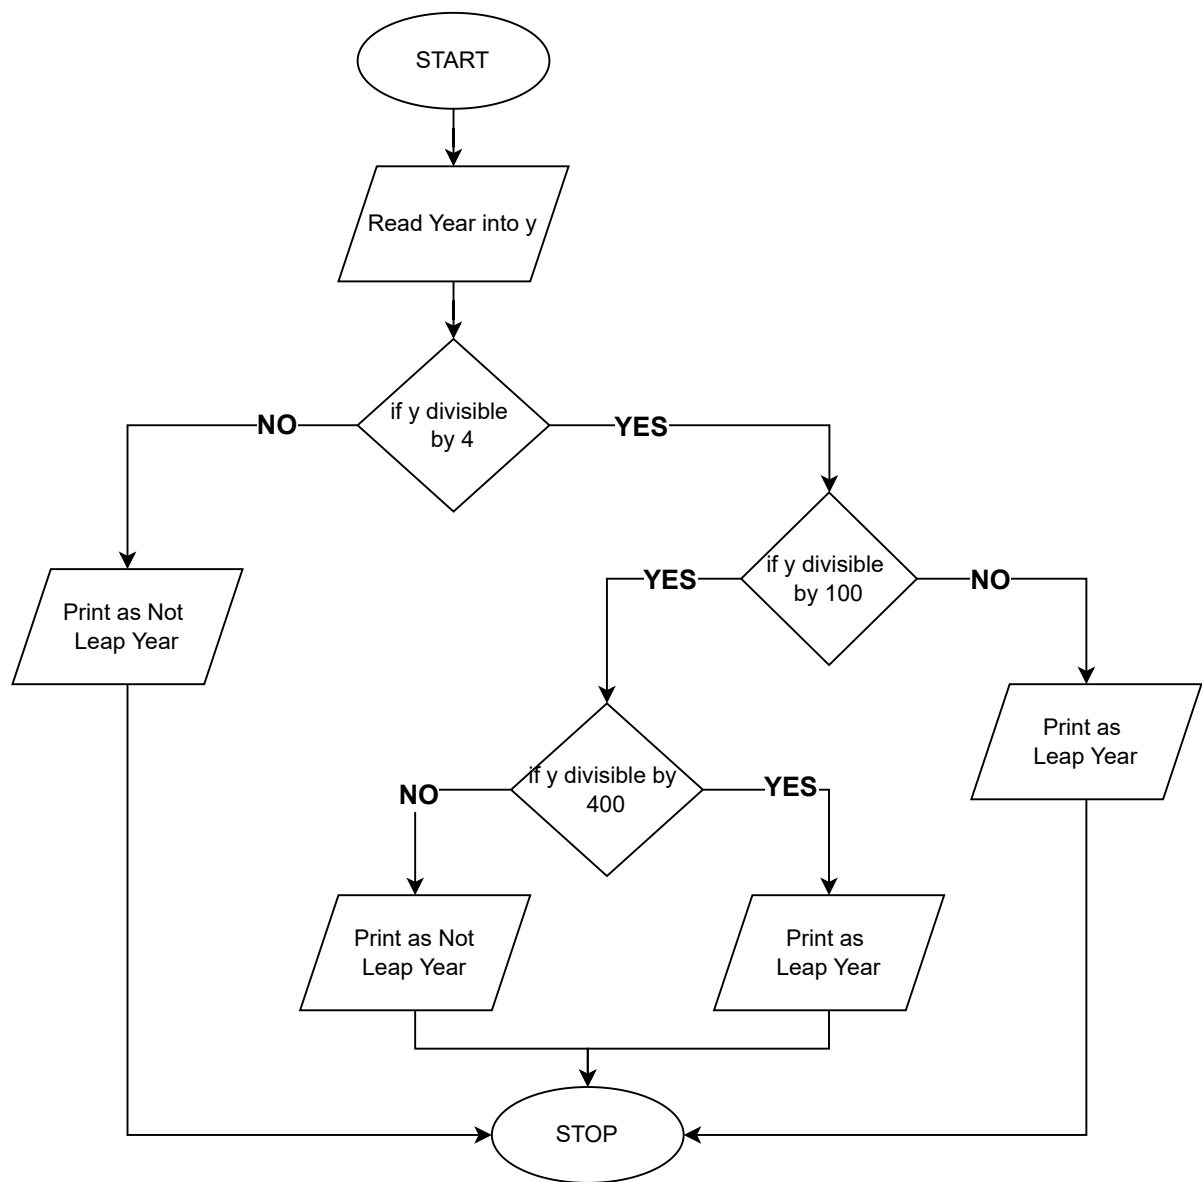 START
Read Year into y
if y divisible
by 4
NO
YES
if y divisible
by 100
YES
NO
Print as Not
Leap Year
if y divisible by
400
Print as
Leap Year
NO
YES
Print as Not
Leap Year
Print as
Leap Year
STOP